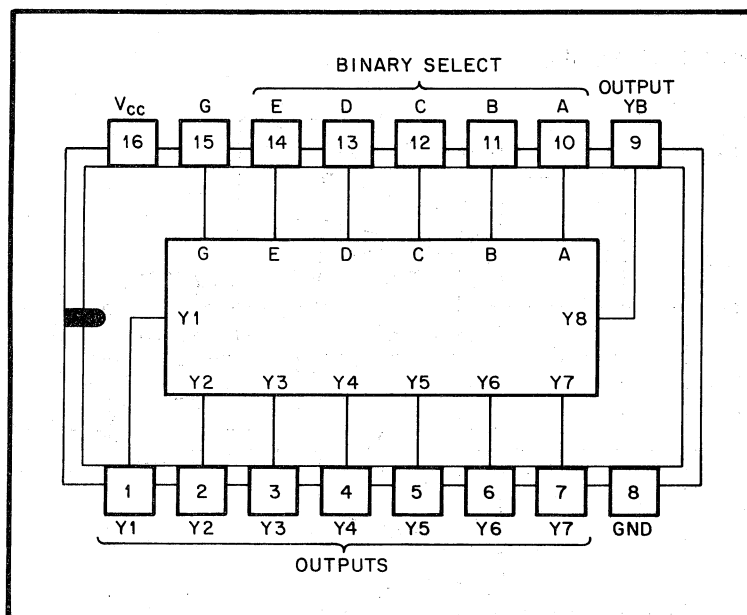 BINARY SELECT
V_CC G E D C B A OUTPUT YB
16 15 14 13 12 11 10 9
G E D C B A
Y1 Y8
Y2 Y3 Y4 Y5 Y6 Y7
1 2 3 4 5 6 7 8
Y1 Y2 Y3 Y4 Y5 Y6 Y7 GND
OUTPUTS